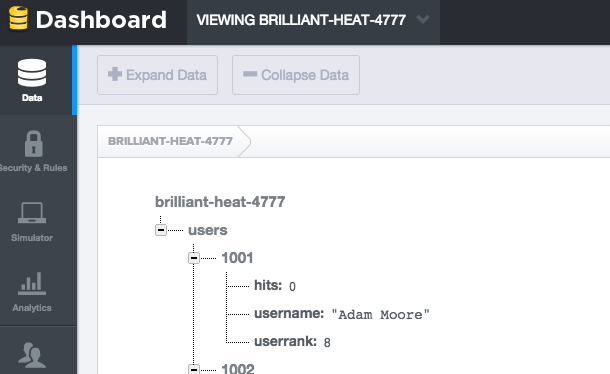 Dashboard
VIEWING BRILLIANT-HEAT-4777
Data
Security & Rules
Simulator
Analytics
Expand Data
Collapse Data
BRILLIANT-HEAT-4777
brilliant-heat-4777
users
1001
hits: 0
username: "Adam Moore"
userrank: 8
1002